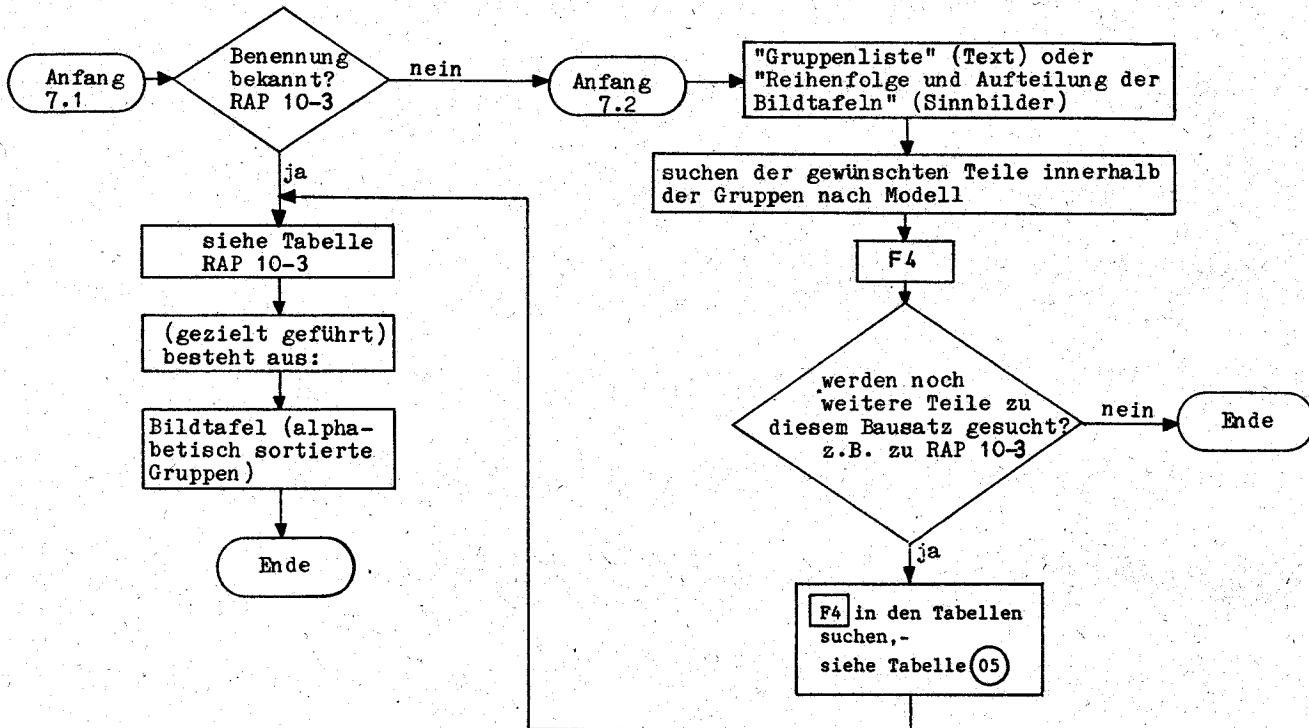 Anfang
7.1
Benennung
bekannt?
RAP 10-3
nein
Anfang
7.2
"Gruppenliste" (Text) oder
"Reihenfolge und Aufteilung der
Bildtafeln" (Sinnbilder)
ja
siehe Tabelle
RAP 10-3
(gezielt geführt)
besteht aus:
Bildtafel (alpha-
betisch sortierte
Gruppen)
Ende
suchen der gewünschten Teile innerhalb
der Gruppen nach Modell
F4
werden noch
weitere Teile zu
diesem Bausatz gesucht?
z.B. zu RAP 10-3
nein
Ende
ja
F4 in den Tabellen
suchen,-
siehe Tabelle 05